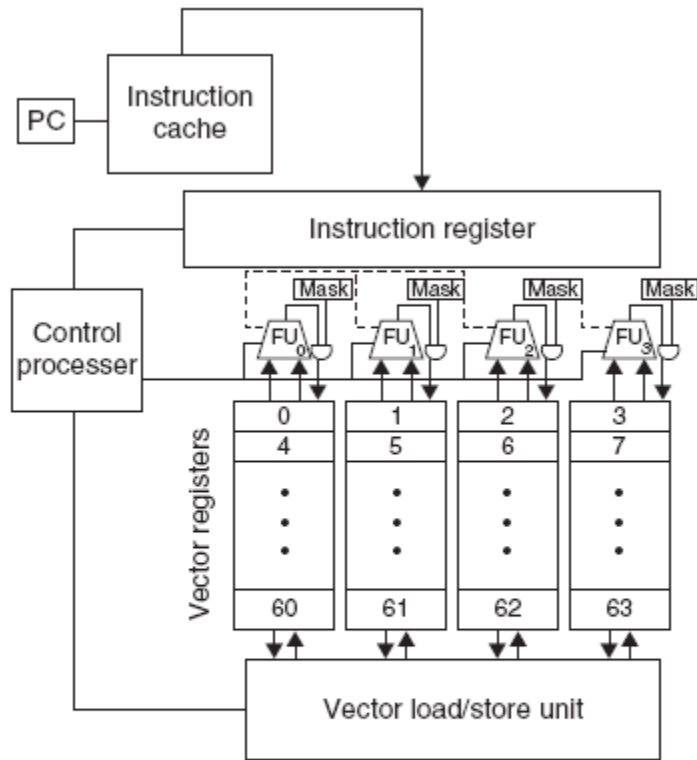 Instruction
cache
PC
Instruction register
Mask Mask Mask Mask
FU0 FU1 FU2 FU3
Control
processer
Vector registers
0 1 2 3
4 5 6 7
60 61 62 63
Vector load/store unit